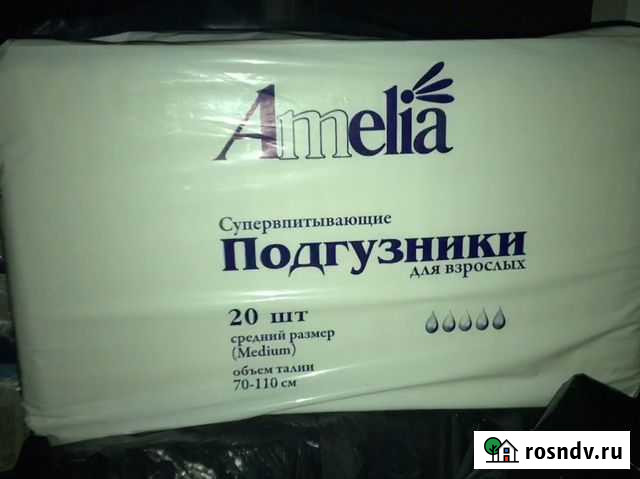 Amelia
Супервпитывающие
Подгузники
для взрослых
20 шт
средний размер
(Medium)
объем талии
70-110 см
rosndv.ru